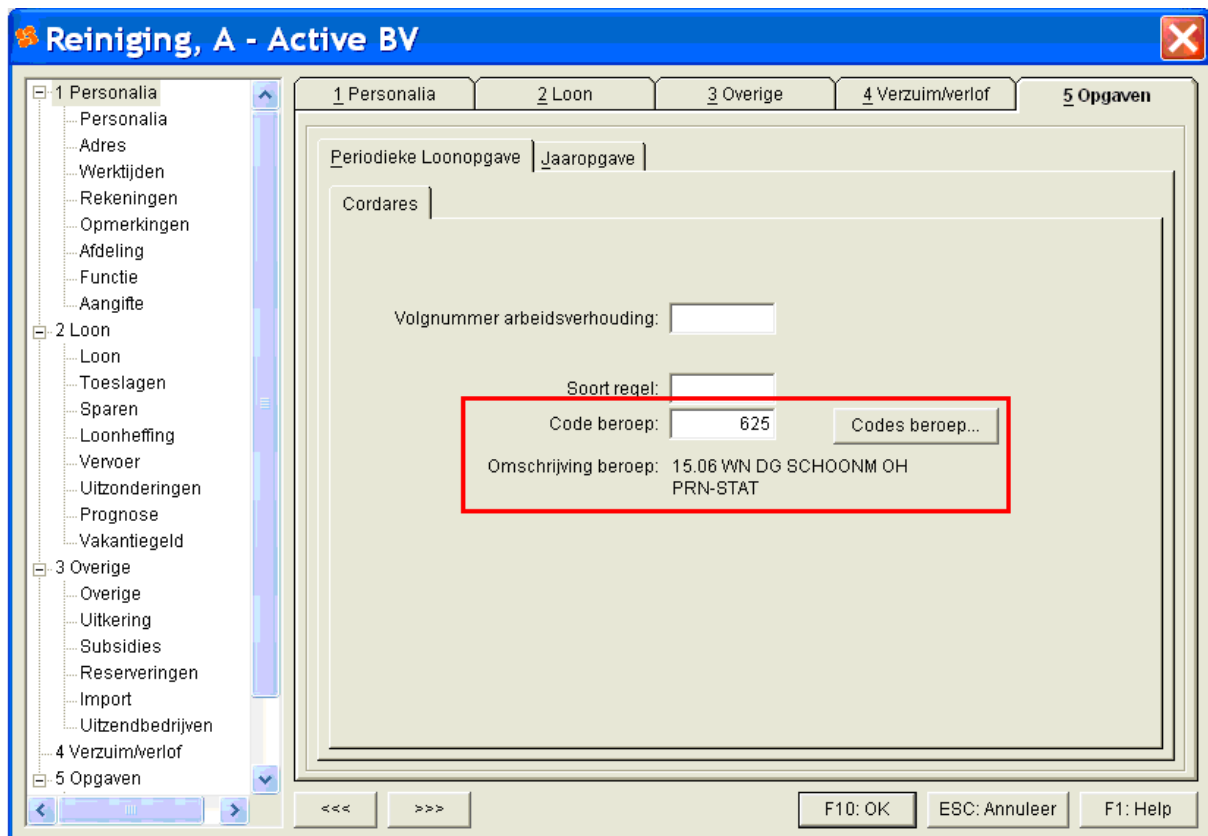 Reiniging, A - Active BV
1 Personalia
Personalia
Adres
Werktijden
Rekeningen
Opmerkingen
Afdeling
Functie
Aangifte
2 Loon
Loon
Toeslagen
Sparen
Loonheffing
Vervoer
Uitzonderingen
Prognose
Vakantiegeld
3 Overige
Overige
Uitkering
Subsidies
Reserveringen
Import
Uitzendbedrijven
4 Verzuim/verlof
5 Opgaven
1 Personalia 2 Loon 3 Overige 4 Verzuim/verlof 5 Opgaven
Periodieke Loonopgave Jaaropgave
Cordares
Volgnummer arbeidsverhouding:
Soort regel:
Code beroep: 625 Codes beroep...
Omschrijving beroep: 15.06 WN DG SCHOONM OH
PRN-STAT
<<< >>> F10: OK ESC: Annuleer F1: Help